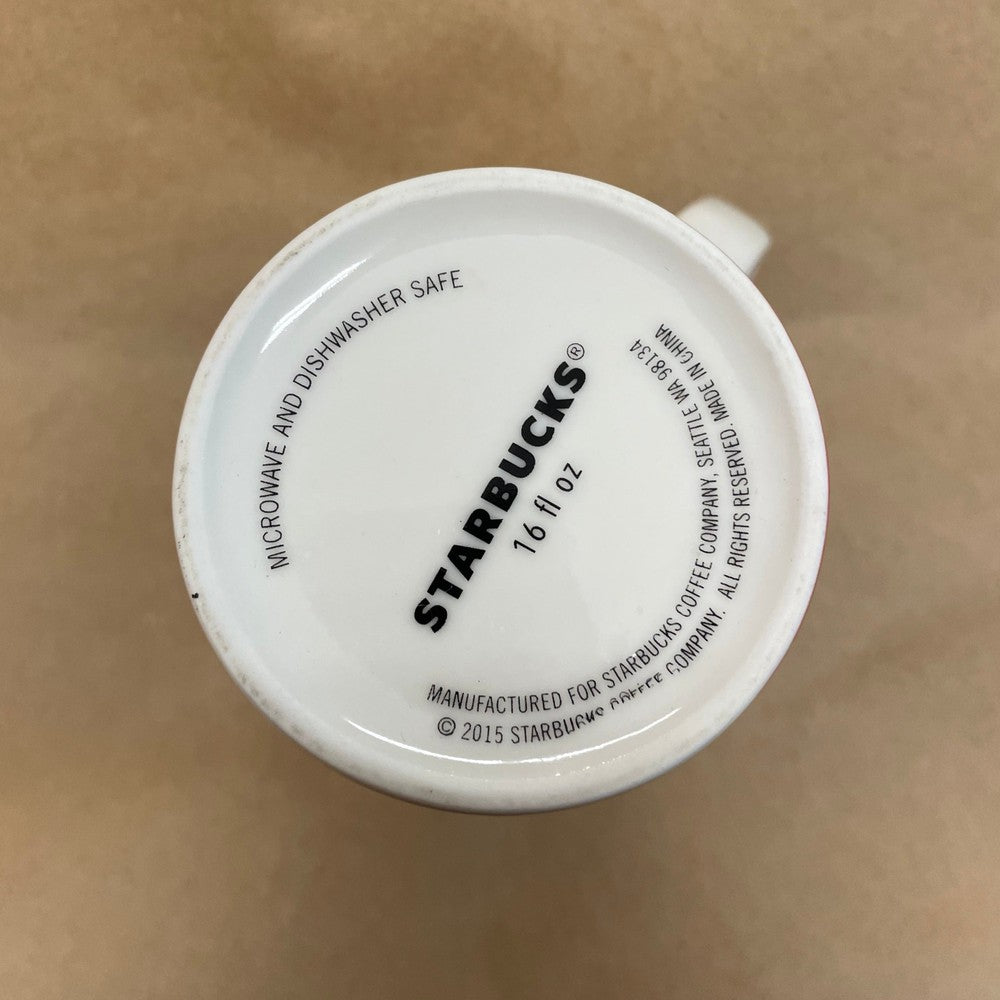 MICROWAVE AND DISHWASHER SAFE
STARBUCKS®
16 fl oz
MANUFACTURED FOR STARBUCKS COFFEE COMPANY, SEATTLE WA 98134
© 2015 STARBUCKS COFFEE COMPANY. ALL RIGHTS RESERVED. MADE IN CHINA